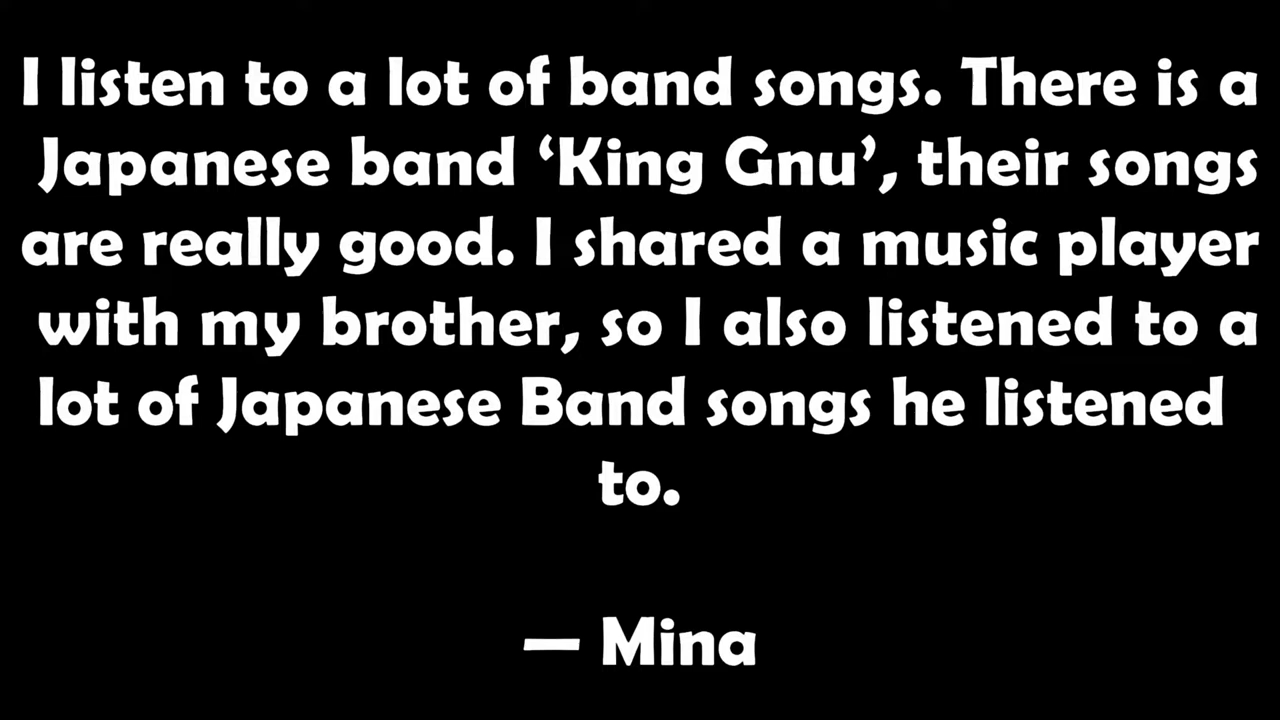 I listen to a lot of band songs. There is a
Japanese band ‘King Gnu’, their songs
are really good. I shared a music player
with my brother, so I also listened to a
lot of Japanese Band songs he listened
to.
— Mina